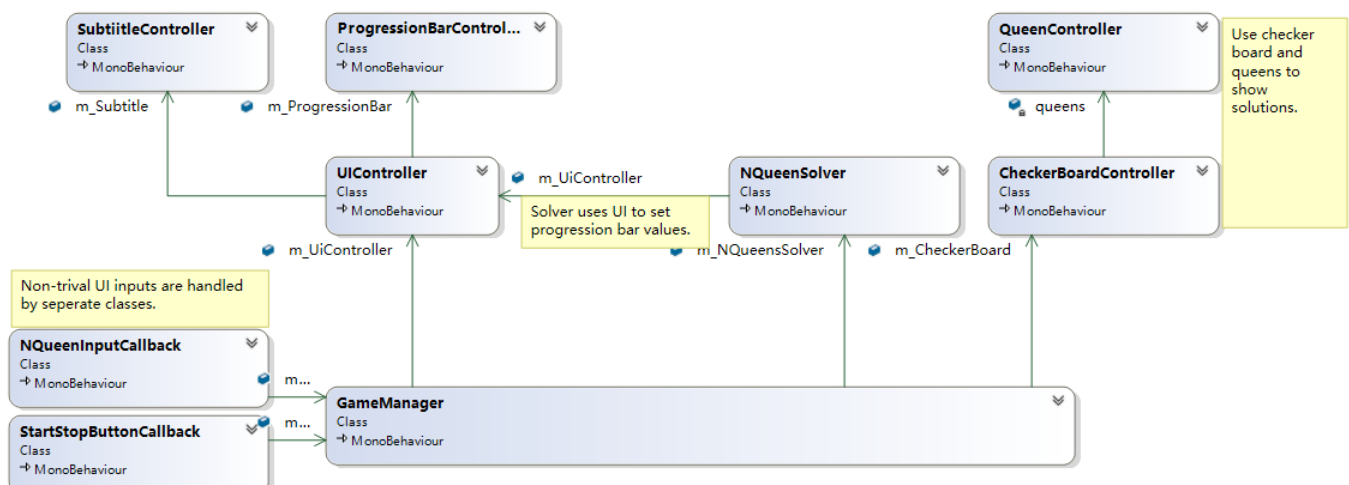 SubtiitleController
Class
MonoBehaviour
ProgressionBarControl...
Class
MonoBehaviour
QueenController
Class
MonoBehaviour
Use checker
board and
queens to
show
solutions.
m_Subtitle
m_ProgressionBar
queens
UIController
Class
MonoBehaviour
m_UiController
NQueenSolver
Class
MonoBehaviour
CheckerBoardController
Class
MonoBehaviour
Solver uses UI to set
progression bar values.
m_UiController
m_NQueensSolver
m_CheckerBoard
Non-trival UI inputs are handled
by seperate classes.
NQueenInputCallback
Class
MonoBehaviour
m...
GameManager
Class
MonoBehaviour
StartStopButtonCallback
Class
MonoBehaviour
m...